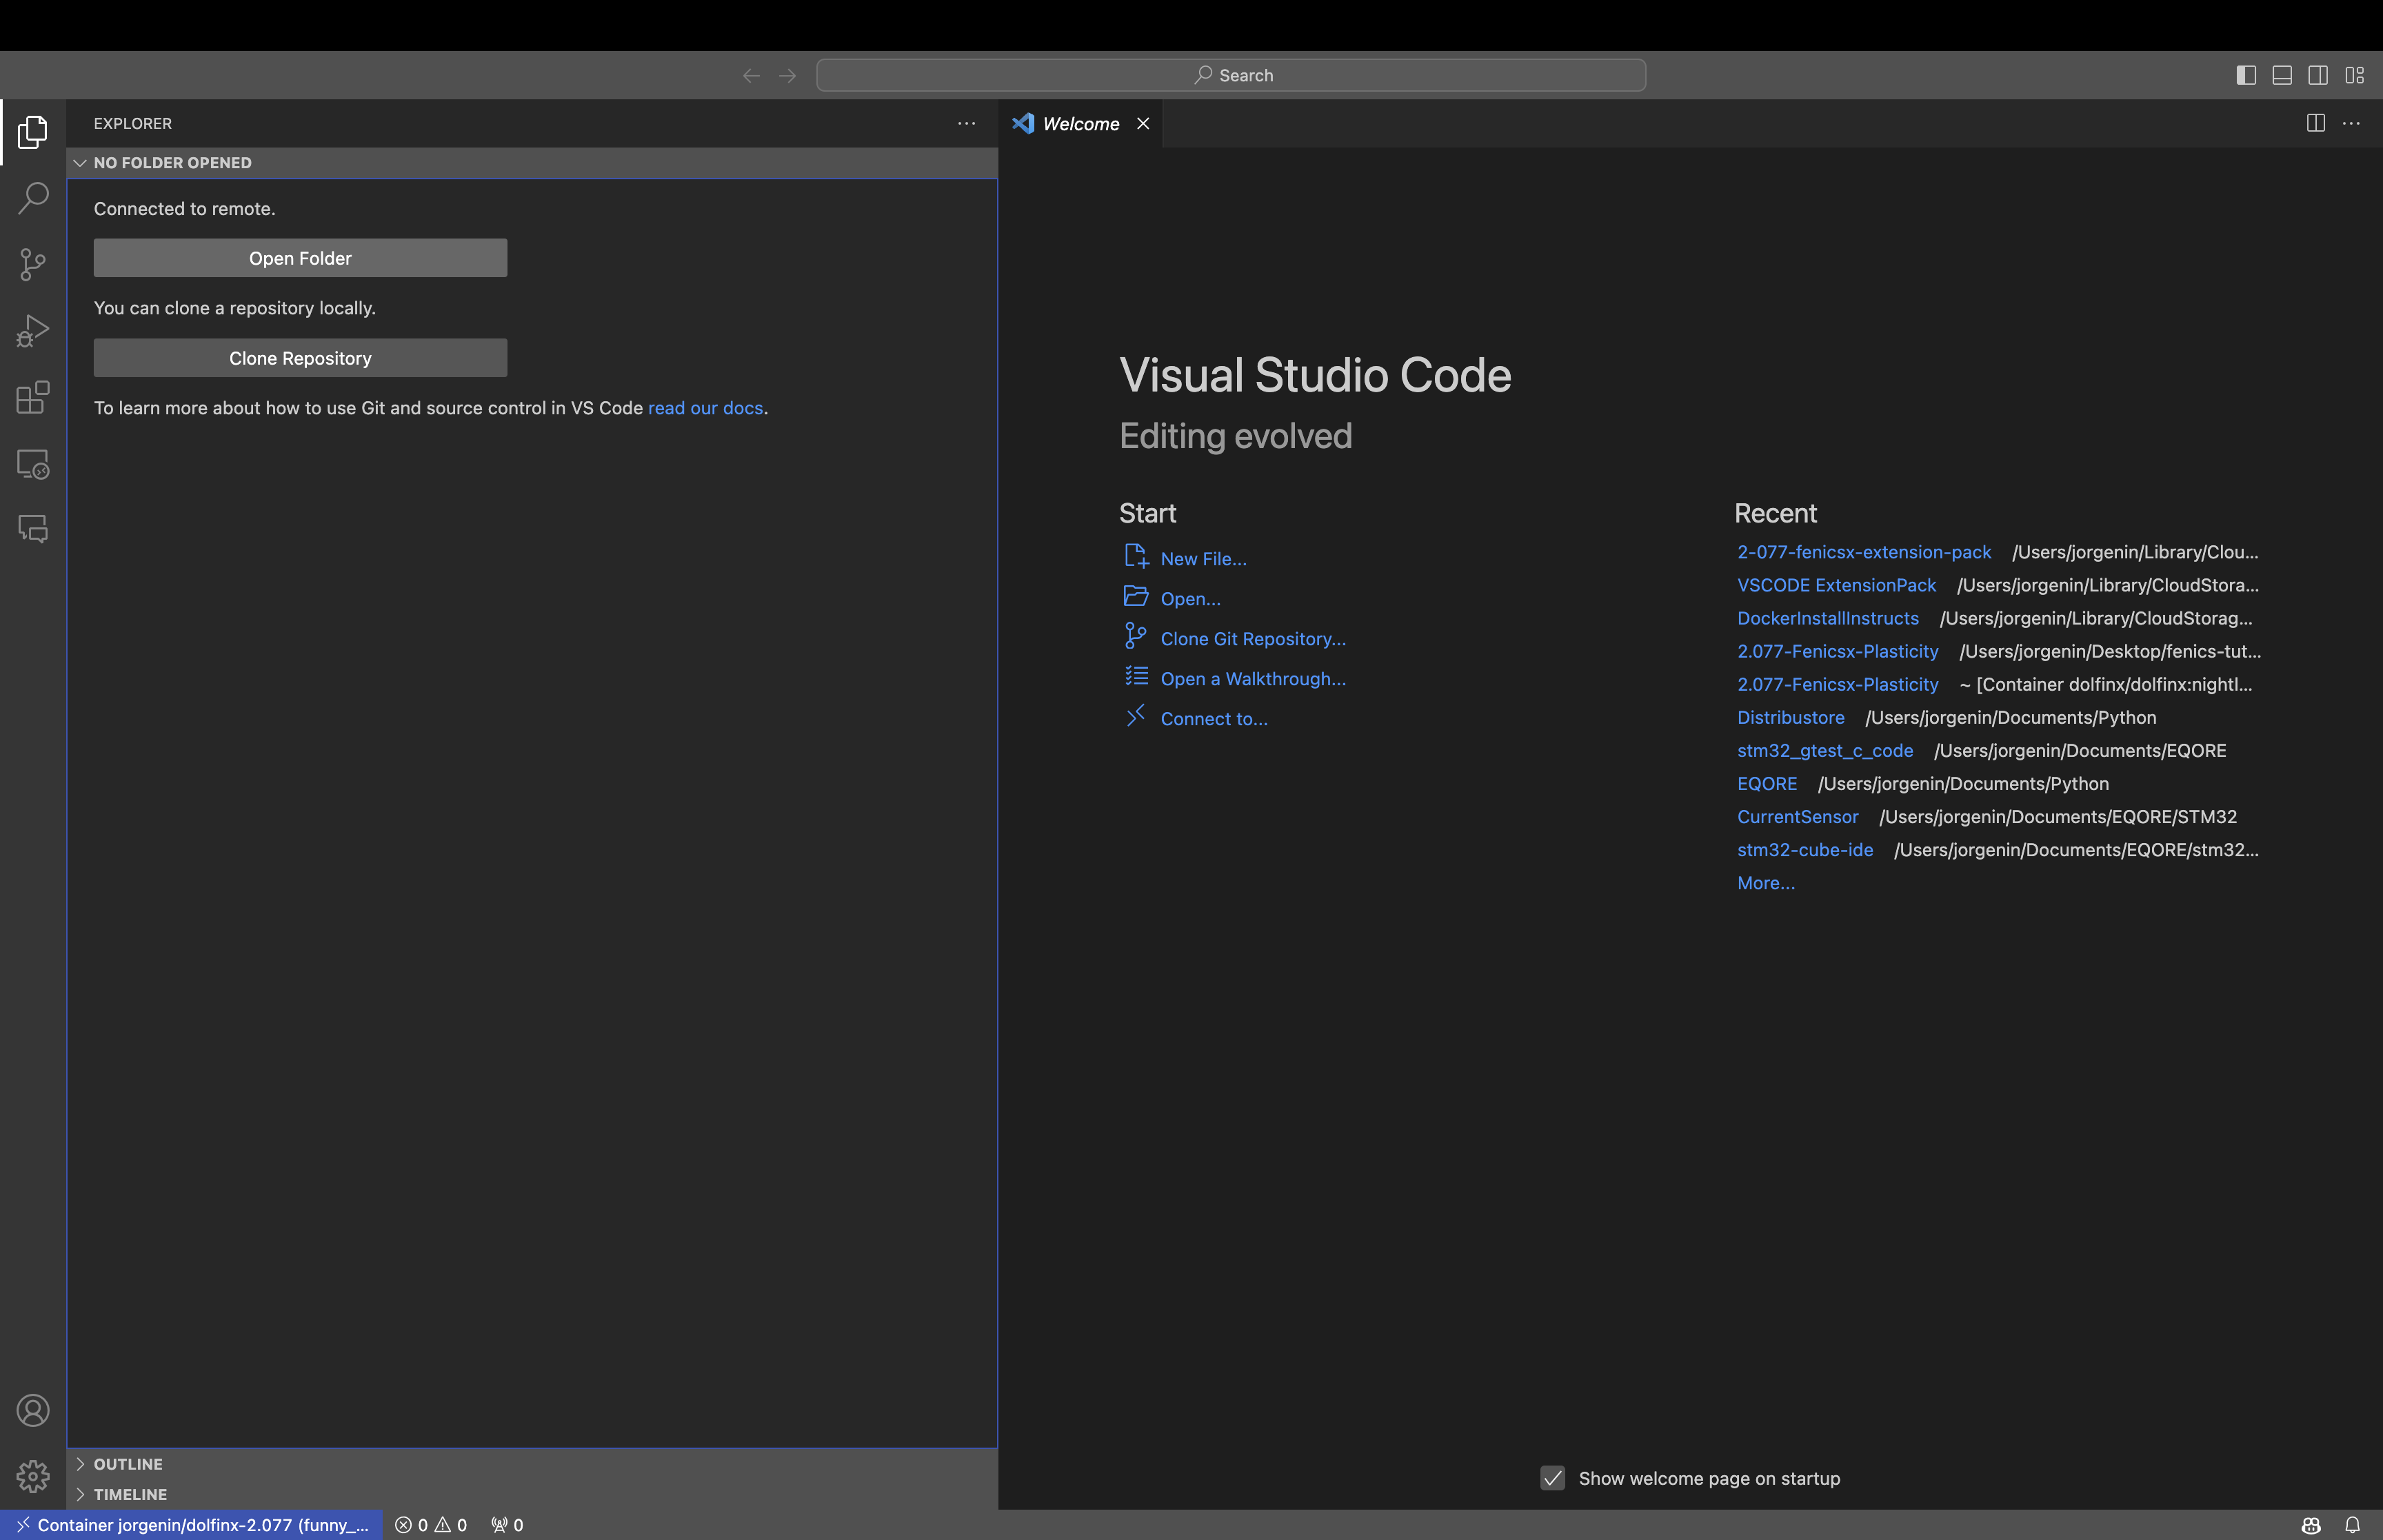 Search
EXPLORER
Welcome
NO FOLDER OPENED
Connected to remote.
Open Folder
You can clone a repository locally.
Clone Repository
To learn more about how to use Git and source control in VS Code read our docs.
Visual Studio Code
Editing evolved
Start
New File...
Open...
Clone Git Repository...
Open a Walkthrough...
Connect to...
Recent
2-077-fenicsx-extension-pack /Users/jorgenin/Library/Clou...
VSCODE ExtensionPack /Users/jorgenin/Library/CloudStora...
DockerInstallInstructs /Users/jorgenin/Library/CloudStorag...
2.077-Fenicsx-Plasticity /Users/jorgenin/Desktop/fenics-tut...
2.077-Fenicsx-Plasticity ~ [Container dolfinx/dolfinx:nightl...
Distribustore /Users/jorgenin/Documents/Python
stm32_gtest_c_code /Users/jorgenin/Documents/EQORE
EQORE /Users/jorgenin/Documents/Python
CurrentSensor /Users/jorgenin/Documents/EQORE/STM32
stm32-cube-ide /Users/jorgenin/Documents/EQORE/stm32...
More...
OUTLINE
TIMELINE
Show welcome page on startup
Container jorgenin/dolfinx-2.077 (funny_... 0 0 0